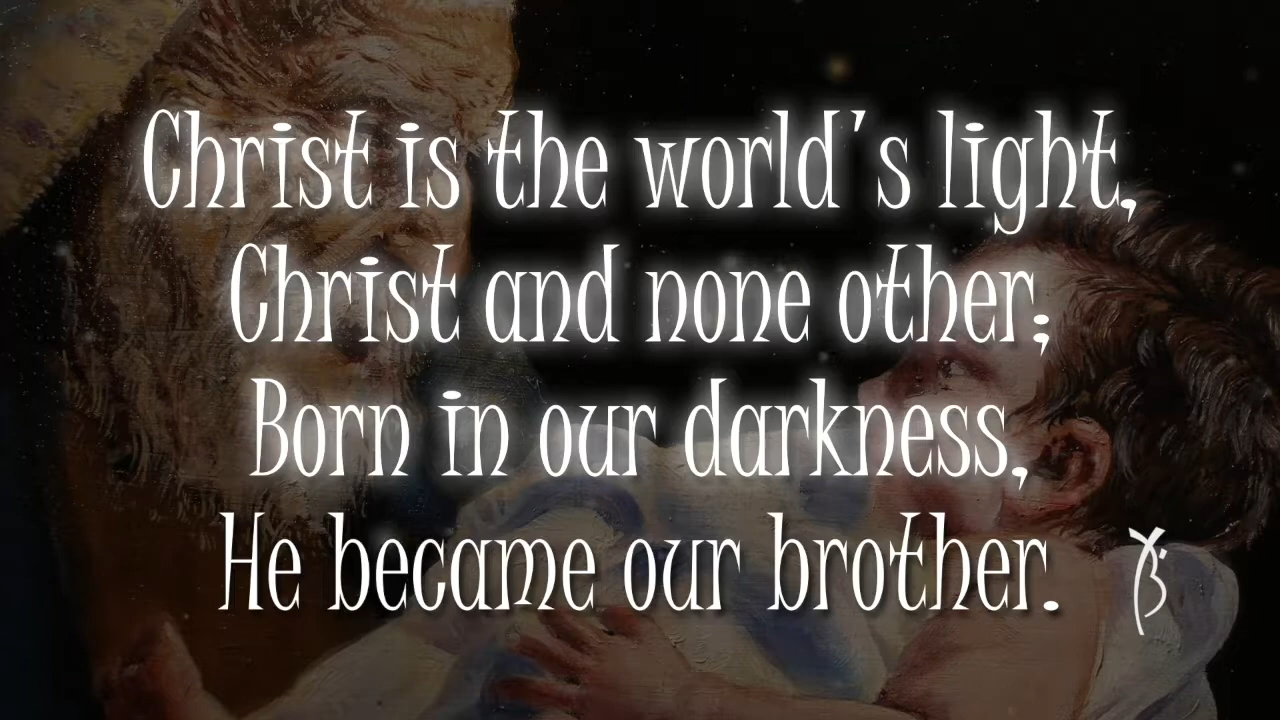 Christ is the world's light,
Christ and none other;
Born in our darkness,
He became our brother.